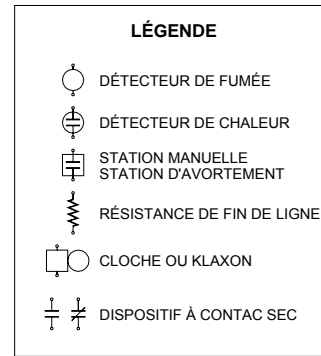 LÉGENDE
DÉTECTEUR DE FUMÉE
DÉTECTEUR DE CHALEUR
STATION MANUELLE
STATION D'AVORTEMENT
RÉSISTANCE DE FIN DE LIGNE
CLOCHE OU KLAXON
DISPOSITIF À CONTAC SEC